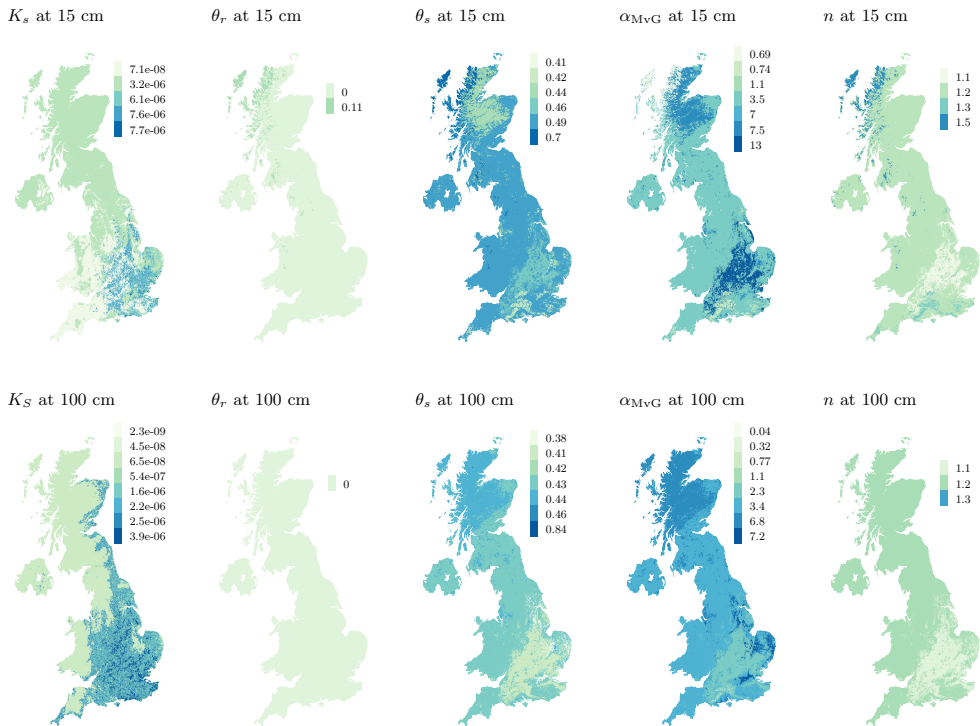 K_s at 15 cm
7.1e-08
3.2e-06
6.1e-06
7.6e-06
7.7e-06
θ_r at 15 cm
0
0.11
θ_s at 15 cm
0.41
0.42
0.44
0.46
0.49
0.7
α_MvG at 15 cm
0.69
0.74
1.1
3.5
7
7.5
13
n at 15 cm
1.1
1.2
1.3
1.5
K_S at 100 cm
2.3e-09
4.5e-08
6.5e-08
5.4e-07
1.6e-06
2.2e-06
2.5e-06
3.9e-06
θ_r at 100 cm
0
θ_s at 100 cm
0.38
0.41
0.42
0.43
0.44
0.46
0.84
α_MvG at 100 cm
0.04
0.32
0.77
1.1
2.3
3.4
6.8
7.2
n at 100 cm
1.1
1.2
1.3